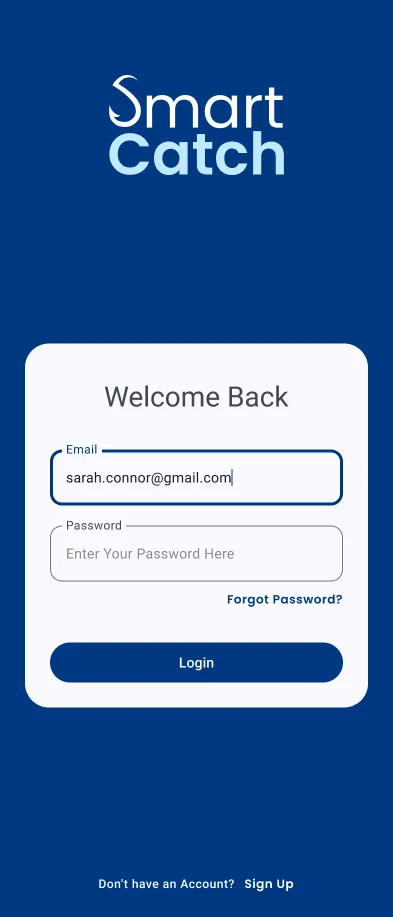 Smart
Catch
Welcome Back
Email
sarah.connor@gmail.com
Password
Enter Your Password Here
Forgot Password?
Login
Don’t have an Account? Sign Up